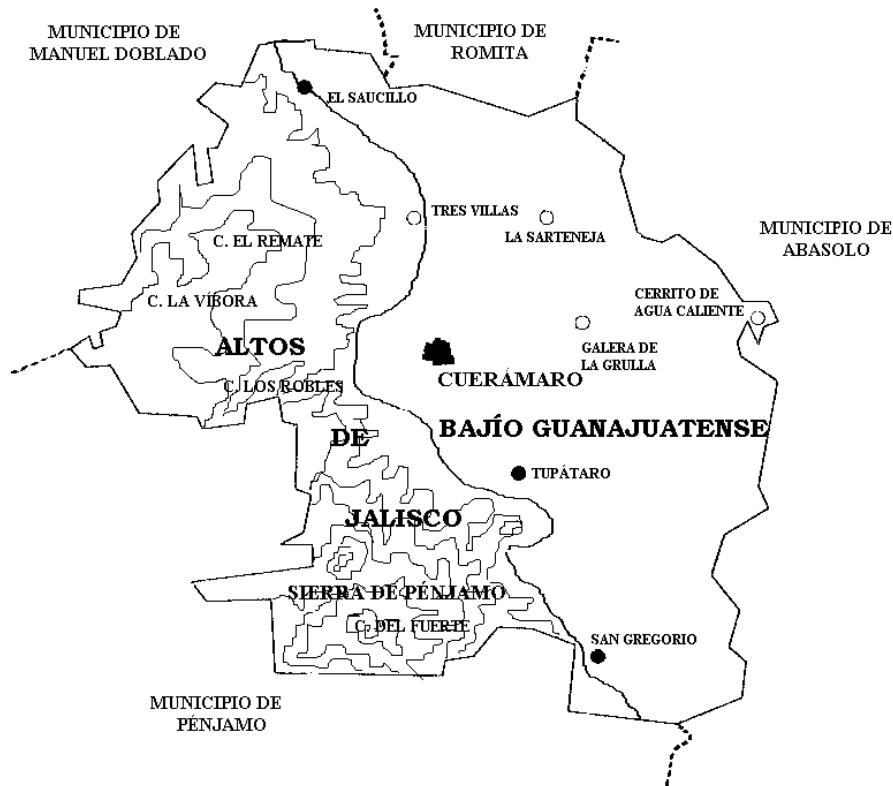 MUNICIPIO DE
MANUEL DOBLADO
MUNICIPIO DE
ROMITA
EL SAUCILLO
TRES VILLAS
LA SARTENEJA
MUNICIPIO DE
ABASOLO
C. EL REMATE
C. LA VÍBORA
CERRITO DE
AGUA CALIENTE
ALTOS
GALERA DE
LA GRULLA
C. LOS ROBLES
CUERÁMARO
DE
BAJÍO GUANAJUATENSE
TUPÁTARO
JALISCO
SIERRA DE PÉNJAMO
C. DEL FUERTE
SAN GREGORIO
MUNICIPIO DE
PÉNJAMO